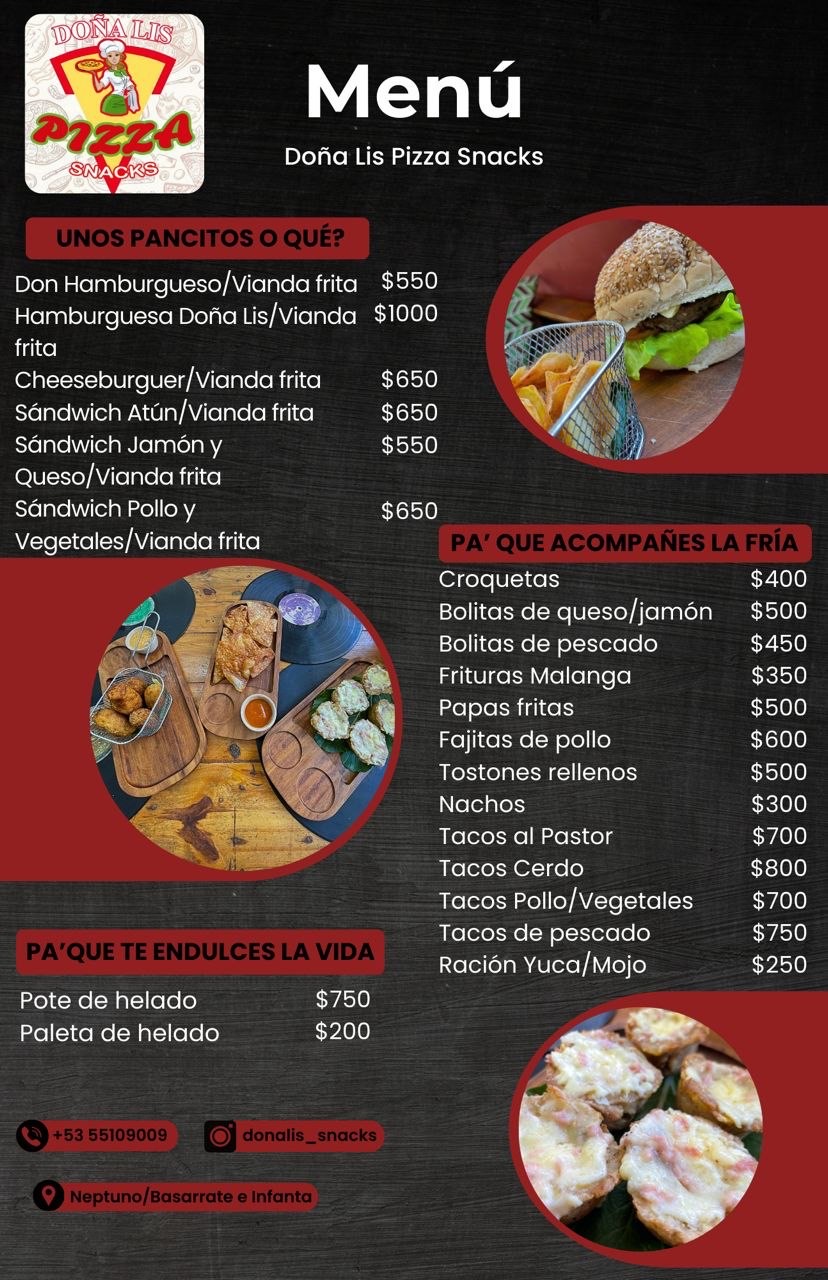 DOÑA LIS
PIZZA
SNACKS
Menú
Doña Lis Pizza Snacks
UNOS PANCITOS O QUÉ?
Don Hamburgueso/Vianda frita $550
Hamburguesa Doña Lis/Vianda $1000
frita
Cheeseburguer/Vianda frita $650
Sándwich Atún/Vianda frita $650
Sándwich Jamón y $550
Queso/Vianda frita
Sándwich Pollo y $650
Vegetales/Vianda frita
PA’ QUE ACOMPAÑES LA FRÍA
Croquetas $400
Bolitas de queso/jamón $500
Bolitas de pescado $450
Frituras Malanga $350
Papas fritas $500
Fajitas de pollo $600
Tostones rellenos $500
Nachos $300
Tacos al Pastor $700
Tacos Cerdo $800
Tacos Pollo/Vegetales $700
Tacos de pescado $750
Ración Yuca/Mojo $250
PA’QUE TE ENDULCES LA VIDA
Pote de helado $750
Paleta de helado $200
+53 55109009
donalis_snacks
Neptuno/Basarrate e Infanta